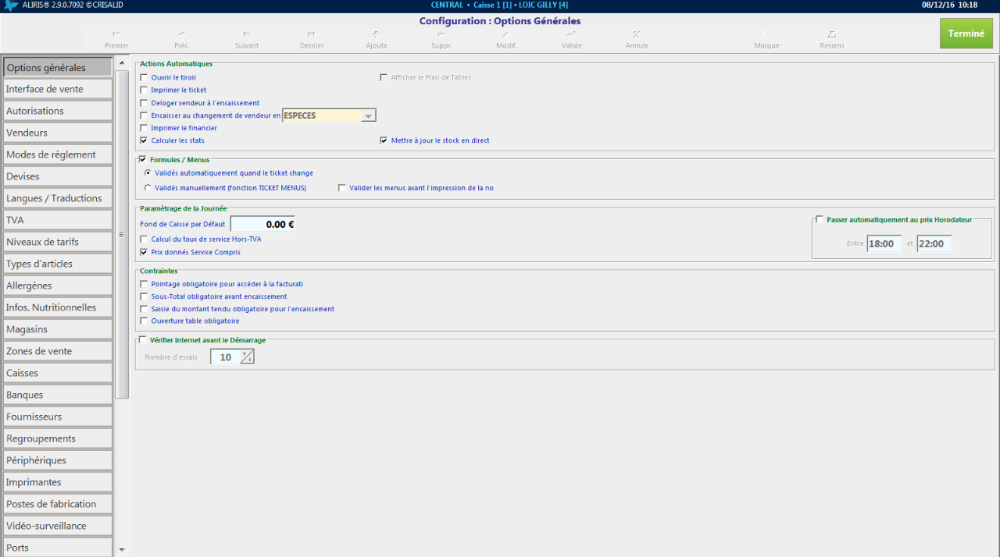 ALIRIS® 2.9.0.7092 ©CRISALID
CENTRAL • Caisse 1 [1] • LOIC GILLY [4]
08/12/16 10:18
Configuration : Options Générales
Premier
Préc.
Suivant
Dernier
Ajoute
Suppr.
Modif.
Valide
Annule
Marque
Reviens
Terminé
Options générales
Interface de vente
Autorisations
Vendeurs
Modes de règlement
Devises
Langues / Traductions
TVA
Niveaux de tarifs
Types d'articles
Allergènes
Infos. Nutritionnelles
Magasins
Zones de vente
Caisses
Banques
Fournisseurs
Regroupements
Périphériques
Imprimantes
Postes de fabrication
Vidéo-surveillance
Ports
Actions Automatiques
Ouvrir le tiroir
Afficher le Plan de Tables
Imprimer le ticket
Deloger vendeur à l'encaissement
Encaisser au changement de vendeur en ESPECES
Imprimer le financier
Calculer les stats
Mettre à jour le stock en direct
Formules / Menus
Validés automatiquement quand le ticket change
Validés manuellement (fonction TICKET MENUS)
Valider les menus avant l'impression de la no
Paramètrage de la Journée
Fond de Caisse par Défaut 0.00 €
Calcul du taux de service Hors-TVA
Prix donnés Service Compris
Passer automatiquement au prix Horodateur
Entre 18:00 et 22:00
Contraintes
Pointage obligatoire pour accéder à la facturati
Sous-Total obligatoire avant encaissement
Saisie du montant tendu obligatoire pour l'encaissement
Ouverture table obligatoire
Vérifier Internet avant le Démarrage
Nombre d'essais 10